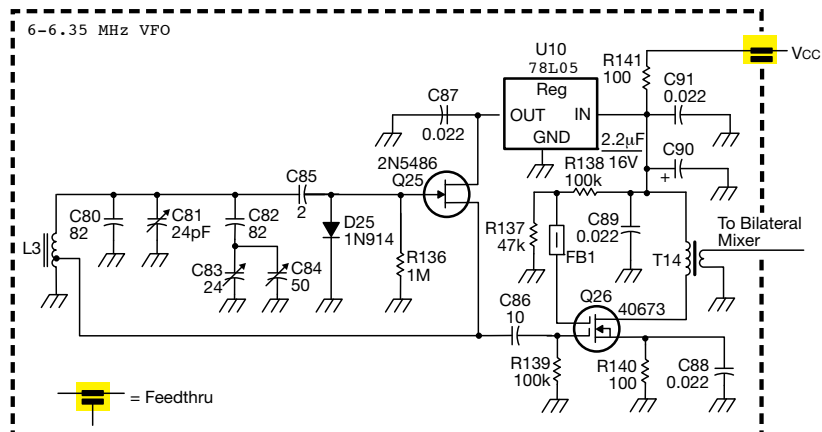 6-6.35 MHz VFO
U10
78L05
Reg
OUT
IN
GND
R141
100
VCC
C91
0.022
C87
0.022
2.2µF
16V
C90
+
2N5486
Q25
R138
100k
C85
2
C80
82
C81
24pF
C82
82
D25
1N914
R137
47k
FB1
C89
0.022
To Bilateral
Mixer
L3
C83
24
C84
50
R136
1M
T14
C86
10
Q26
40673
R139
100k
R140
100
C88
0.022
= Feedthru